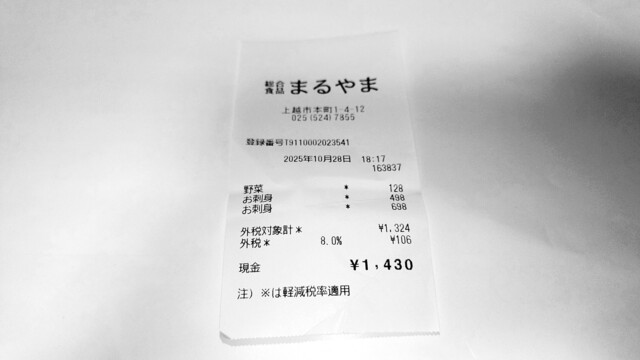 総合食品 まるやま
上越市本町1-4-12
025(524)7855
登録番号T9110002023541
2025年10月28日 18:17
163837
野菜 * 128
お刺身 * 498
お刺身 * 698
外税対象計* ¥1,324
外税* 8.0% ¥106
現金 ¥1,430
注)※は軽減税率適用